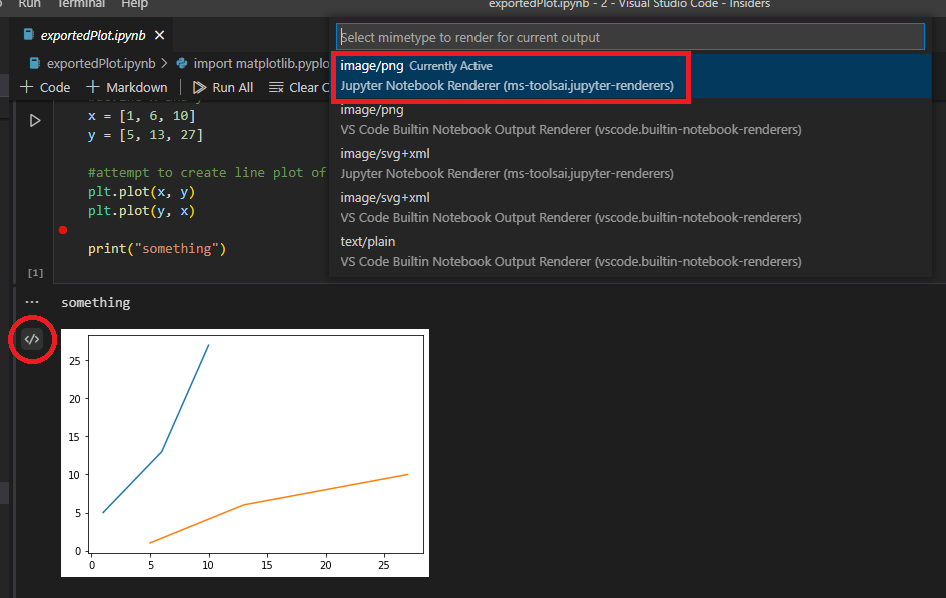 Run Terminal Help
exportedPlot.ipynb - 2 - Visual Studio Code - Insiders
exportedPlot.ipynb
exportedPlot.ipynb > import matplotlib.pyplo
Code Markdown Run All Clear C
Select mimetype to render for current output
image/png Currently Active
Jupyter Notebook Renderer (ms-toolsai.jupyter-renderers)
image/png
VS Code Builtin Notebook Output Renderer (vscode.builtin-notebook-renderers)
image/svg+xml
Jupyter Notebook Renderer (ms-toolsai.jupyter-renderers)
image/svg+xml
VS Code Builtin Notebook Output Renderer (vscode.builtin-notebook-renderers)
text/plain
VS Code Builtin Notebook Output Renderer (vscode.builtin-notebook-renderers)
x = [1, 6, 10]
y = [5, 13, 27]
#attempt to create line plot of
plt.plot(x, y)
plt.plot(y, x)
print("something")
[1]
something
25
20
15
10
5
0
0 5 10 15 20 25